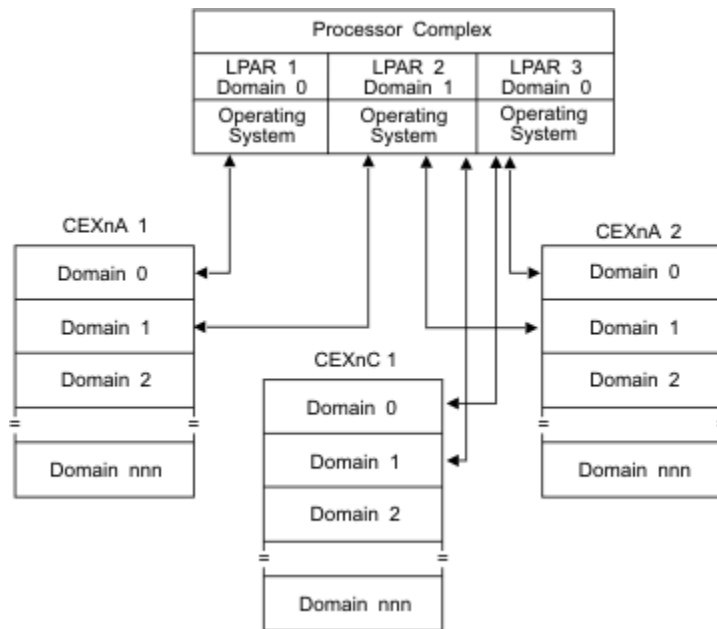 Processor Complex
LPAR 1
Domain 0
LPAR 2
Domain 1
LPAR 3
Domain 0
Operating
System
Operating
System
Operating
System
CEXnA 1
Domain 0
Domain 1
Domain 2
=
=
Domain nnn
CEXnC 1
Domain 0
Domain 1
Domain 2
=
=
Domain nnn
CEXnA 2
Domain 0
Domain 1
Domain 2
=
=
Domain nnn